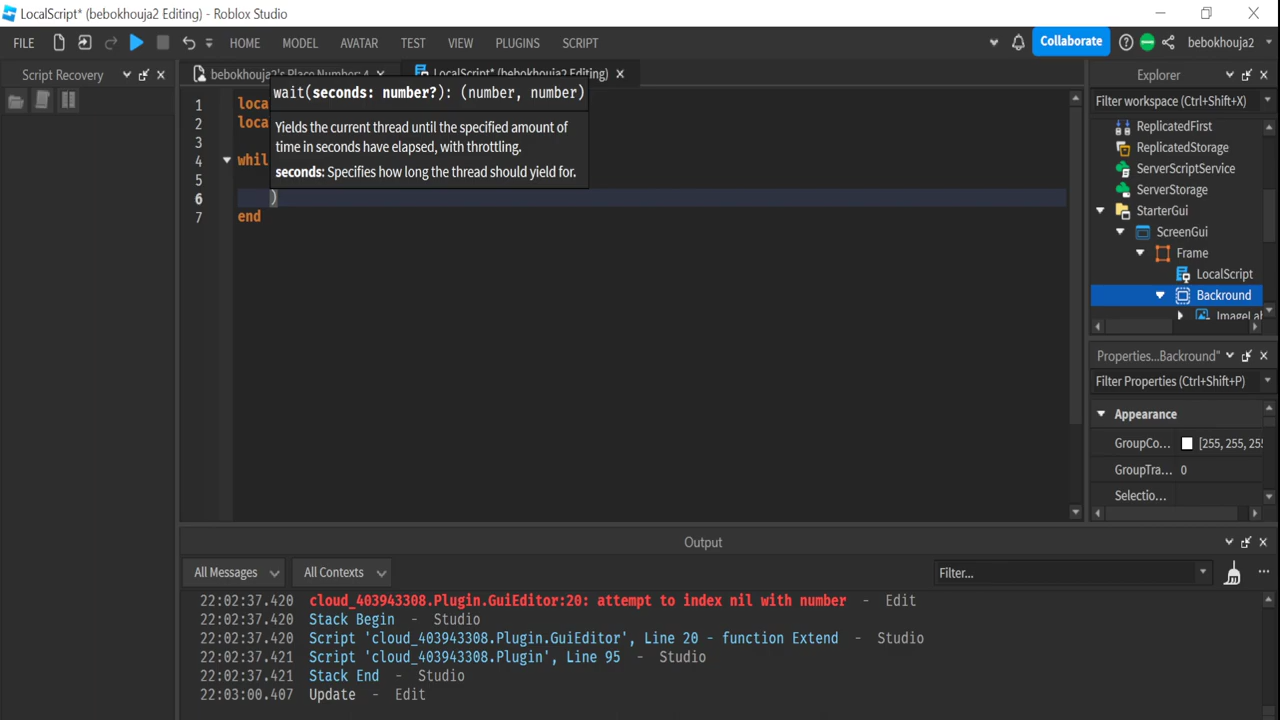 LocalScript* (bebokhouja2 Editing) - Roblox Studio
FILE HOME MODEL AVATAR TEST VIEW PLUGINS SCRIPT Collaborate bebokhouja2
Script Recovery
bebokhouja2's Place Number: 4
LocalScript* (bebokhouja2 Editing)
wait(seconds: number?): (number, number)
Yields the current thread until the specified amount of
time in seconds have elapsed, with throttling.
seconds: Specifies how long the thread should yield for.
1 loca
2 loca
3
4 whil
5
6 )
7 end
Explorer
Filter workspace (Ctrl+Shift+X)
ReplicatedFirst
ReplicatedStorage
ServerScriptService
ServerStorage
StarterGui
ScreenGui
Frame
LocalScript
Backround
ImageLab
Properties...Backround"
Filter Properties (Ctrl+Shift+P)
Appearance
GroupCo... [255, 255, 255
GroupTra... 0
Selectio...
Output
All Messages All Contexts Filter... ...
22:02:37.420 cloud_403943308.Plugin.GuiEditor:20: attempt to index nil with number - Edit
22:02:37.420 Stack Begin - Studio
22:02:37.420 Script 'cloud_403943308.Plugin.GuiEditor', Line 20 - function Extend - Studio
22:02:37.421 Script 'cloud_403943308.Plugin', Line 95 - Studio
22:02:37.421 Stack End - Studio
22:03:00.407 Update - Edit